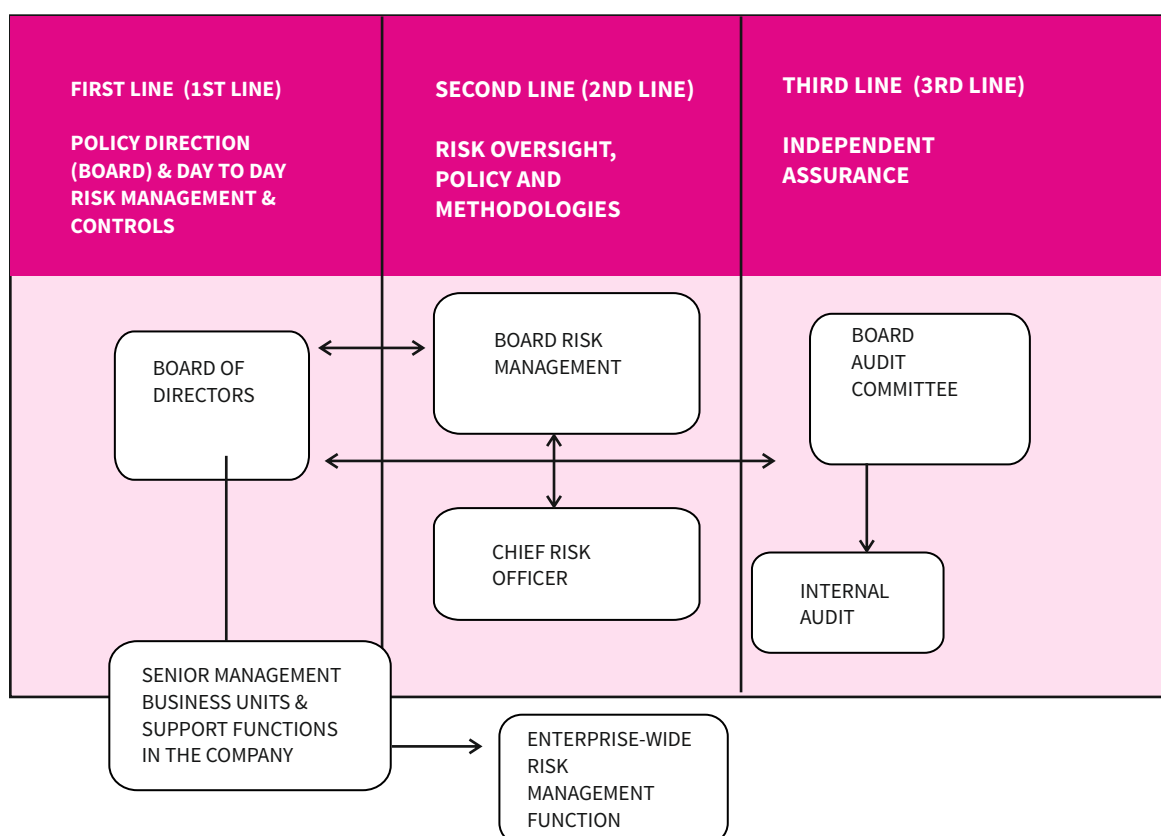 FIRST LINE (1ST LINE)
POLICY DIRECTION
(BOARD) & DAY TO DAY
RISK MANAGEMENT &
CONTROLS
SECOND LINE (2ND LINE)
RISK OVERSIGHT,
POLICY AND
METHODOLOGIES
THIRD LINE (3RD LINE)
INDEPENDENT
ASSURANCE
BOARD OF
DIRECTORS
BOARD RISK
MANAGEMENT
BOARD
AUDIT
COMMITTEE
CHIEF RISK
OFFICER
INTERNAL
AUDIT
SENIOR MANAGEMENT
BUSINESS UNITS &
SUPPORT FUNCTIONS
IN THE COMPANY
ENTERPRISE-WIDE
RISK
MANAGEMENT
FUNCTION